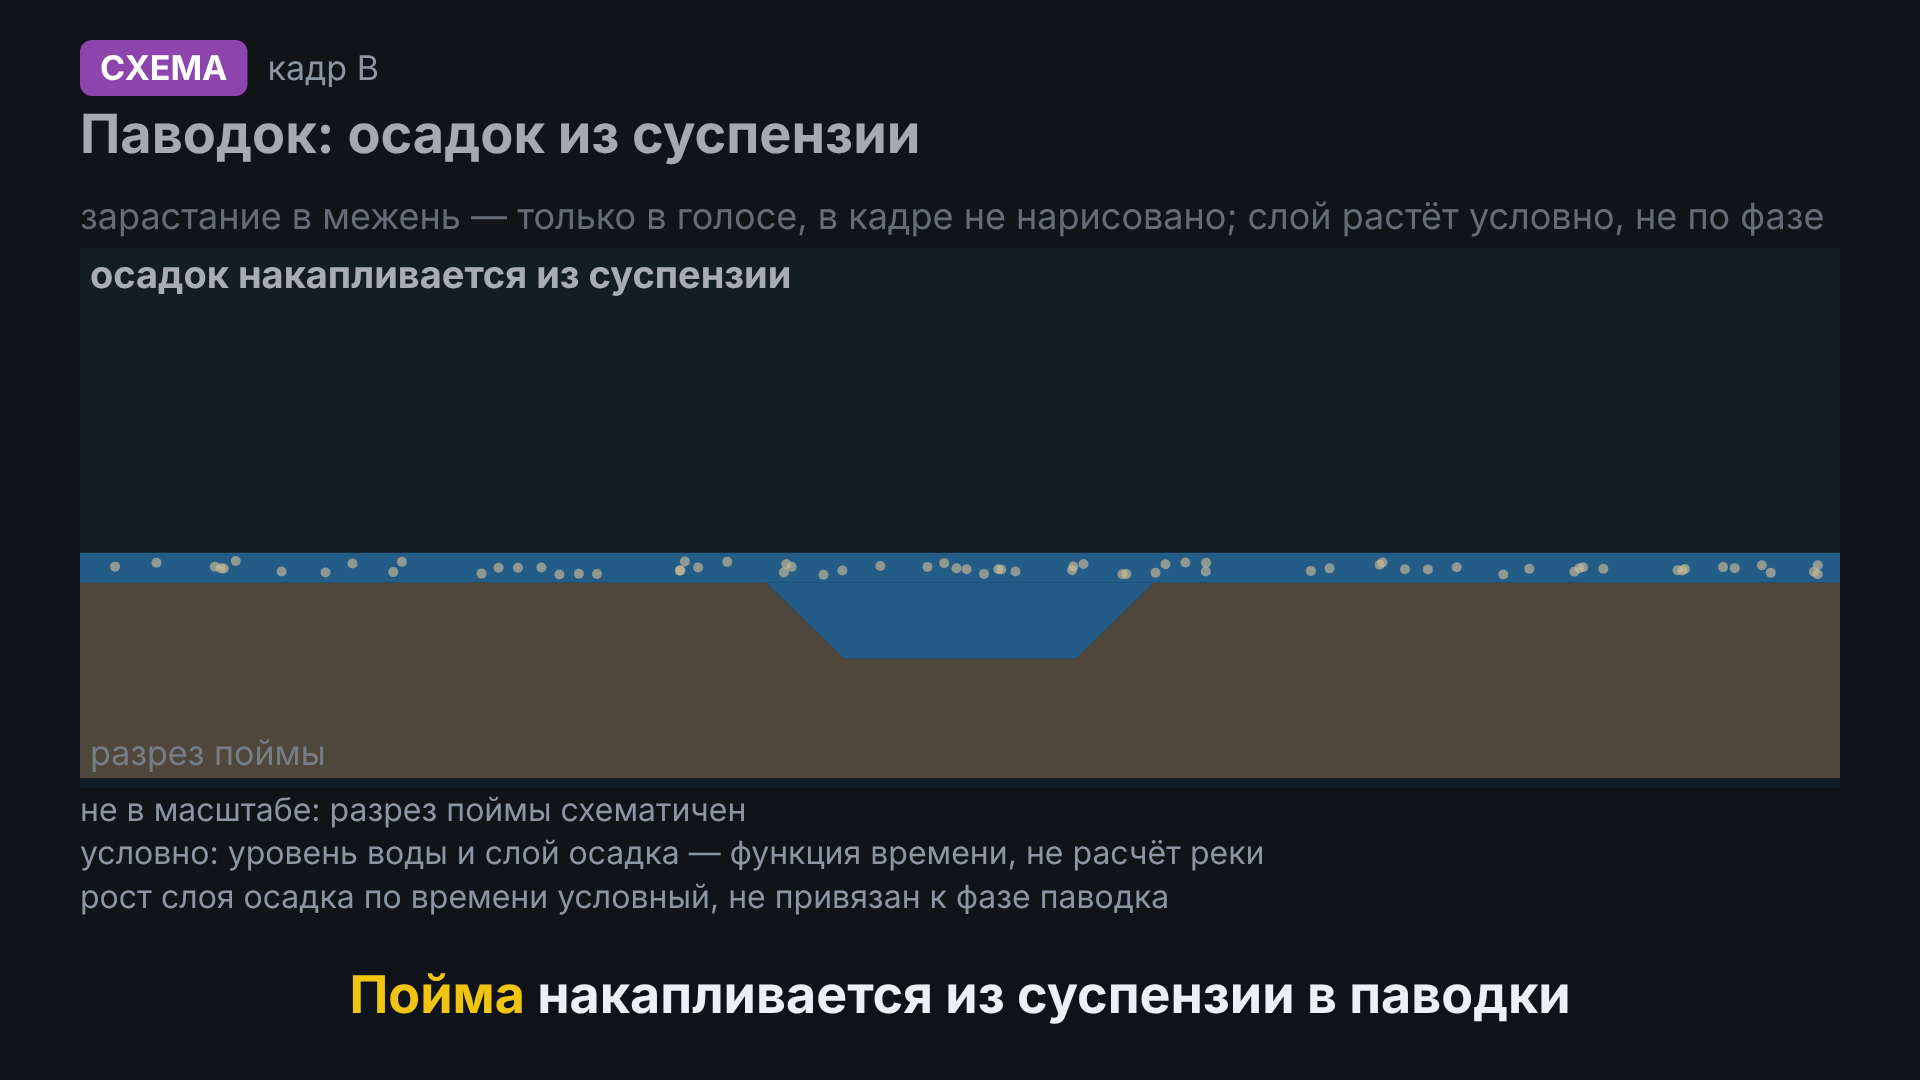 СХЕМА кадр B
Паводок: осадок из суспензии
зарастание в межень — только в голосе, в кадре не нарисовано; слой растёт условно, не по фазе
осадок накапливается из суспензии
разрез поймы
не в масштабе: разрез поймы схематичен
условно: уровень воды и слой осадка — функция времени, не расчёт реки
рост слоя осадка по времени условный, не привязан к фазе паводка
Пойма накапливается из суспензии в паводки